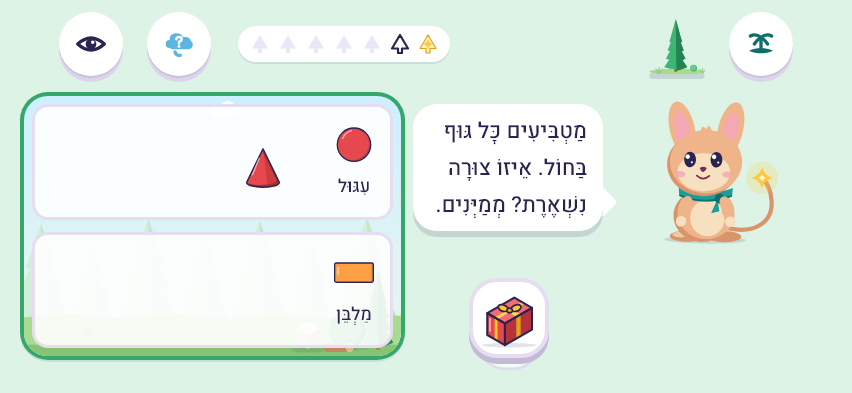 מַטְבִּיעִים כָּל גּוּף
בַּחוֹל. אֵיזוֹ צוּרָה
נִשְׁאֶרֶת? מְמַיְּנִים.
עִגּוּל
מַלְבֵּן
?